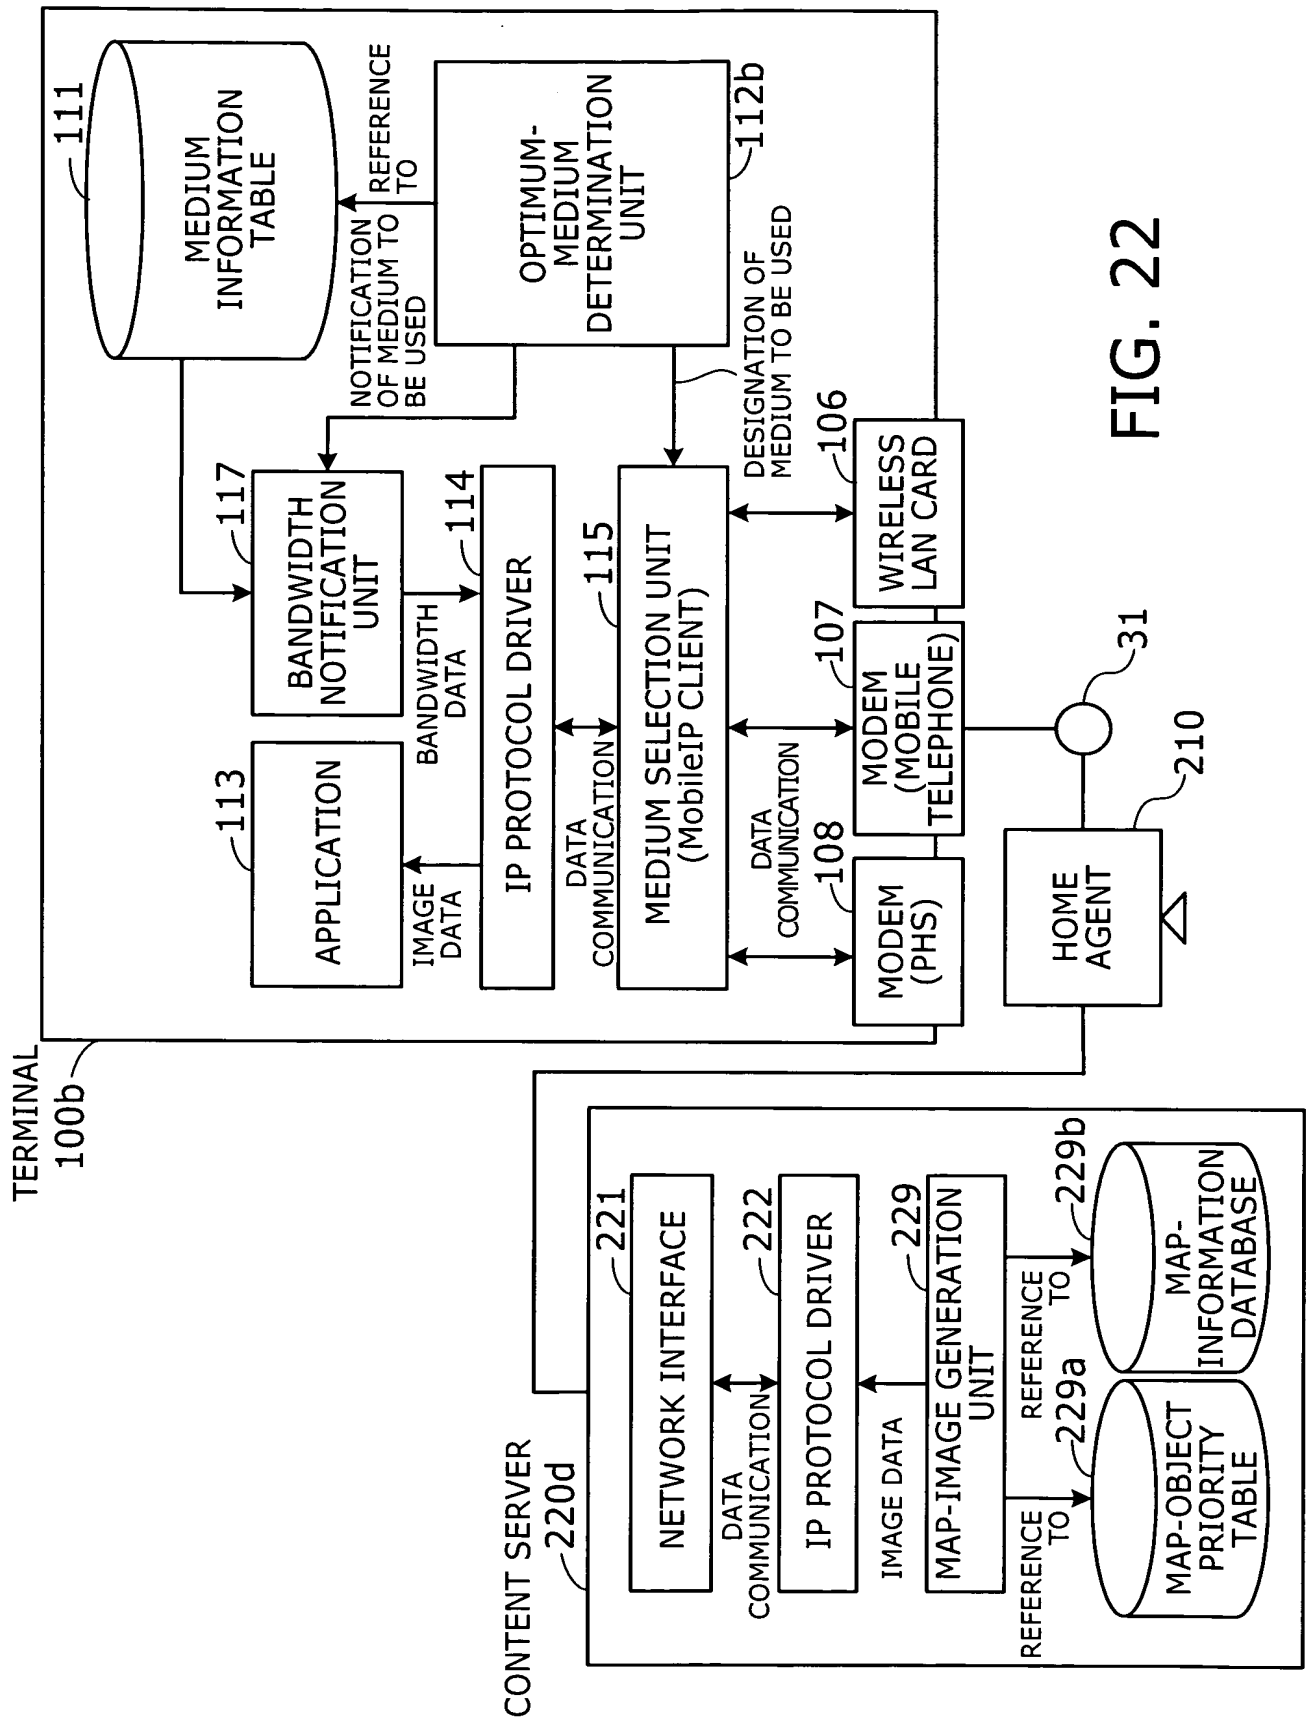 TERMINAL
100b
111
MEDIUM
INFORMATION
TABLE
REFERENCE
TO
NOTIFICATION
OF MEDIUM TO
BE USED
OPTIMUM-
MEDIUM
DETERMINATION
UNIT
112b
117
BANDWIDTH
NOTIFICATION
UNIT
113
APPLICATION
IMAGE
DATA
BANDWIDTH
DATA
114
IP PROTOCOL DRIVER
DATA
COMMUNICATION
115
MEDIUM SELECTION UNIT
(MobileIP CLIENT)
DESIGNATION OF
MEDIUM TO BE USED
DATA
COMMUNICATION
108
MODEM
(PHS)
107
MODEM
(MOBILE
TELEPHONE)
106
WIRELESS
LAN CARD
31
210
HOME
AGENT
CONTENT SERVER
220d
221
NETWORK INTERFACE
DATA
COMMUNICATION
222
IP PROTOCOL DRIVER
IMAGE DATA
229
MAP-IMAGE GENERATION
UNIT
REFERENCE
TO
REFERENCE
TO
229a
MAP-OBJECT
PRIORITY
TABLE
229b
MAP-
INFORMATION
DATABASE
FIG. 22